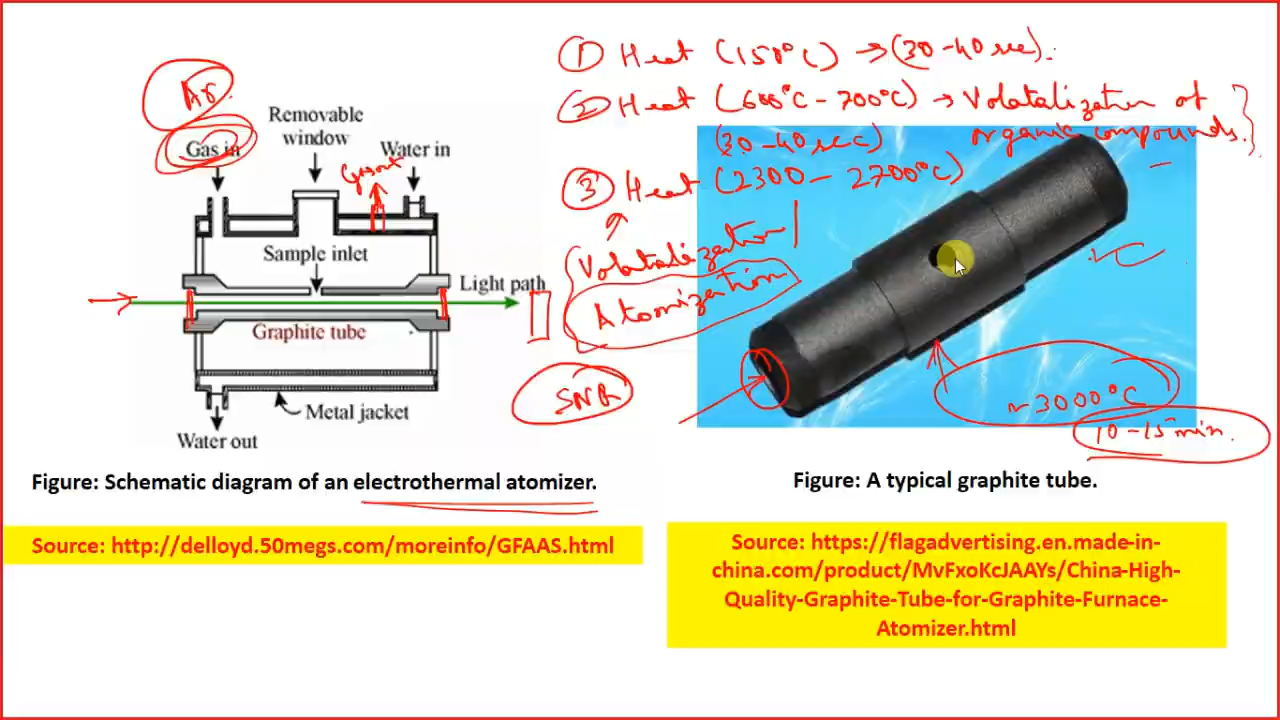 ① Heat (150°C) → (30-40 sec).
② Heat (600°C - 700°C) → Volatalization of
organic compounds.
(30-40 sec)
③ Heat (2300 - 2700°C)
Volatalization /
Atomization
Ar.
Gas in
Removable
window
Water in
Gas out
Sample inlet
Light path
Graphite tube
Metal jacket
Water out
SNR
~3000°C
10-15 min.
Figure: Schematic diagram of an electrothermal atomizer.
Source: http://delloyd.50megs.com/moreinfo/GFAAS.html
Figure: A typical graphite tube.
Source: https://flagadvertising.en.made-in-
china.com/product/MvFxoKcJAAYs/China-High-
Quality-Graphite-Tube-for-Graphite-Furnace-
Atomizer.html